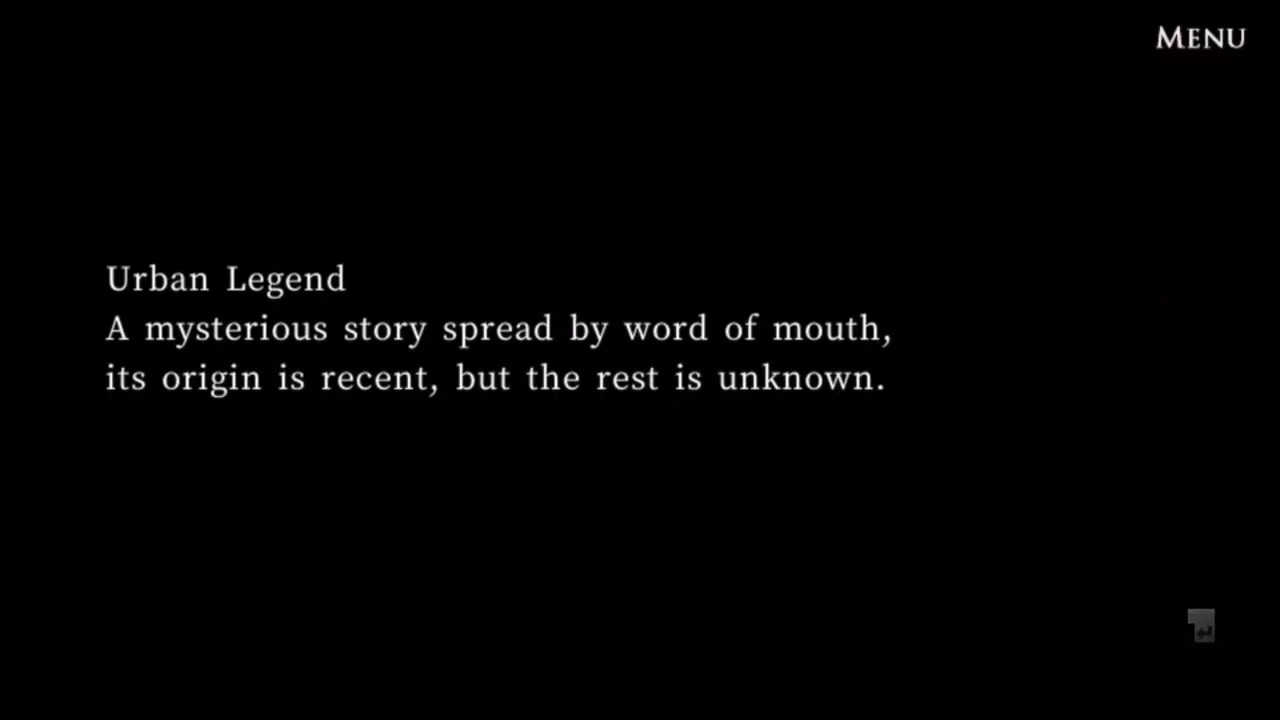 MENU
Urban Legend
A mysterious story spread by word of mouth,
its origin is recent, but the rest is unknown.